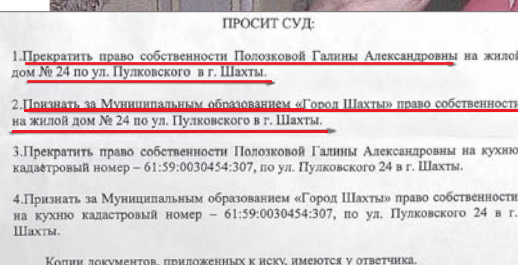 ПРОСИТ СУД:
1.Прекратить право собственности Полозковой Галины Александровны на жилой
дом № 24 по ул. Пулковского в г. Шахты.
2.Признать за Муниципальным образованием «Город Шахты» право собственности
на жилой дом № 24 по ул. Пулковского в г. Шахты.
3.Прекратить право собственности Полозковой Галины Александровны на кухню
кадастровый номер – 61:59:0030454:307, по ул. Пулковского 24 в г. Шахты.
4.Признать за Муниципальным образованием «Город Шахты» право собственности
на кухню кадастровый номер – 61:59:0030454:307, по ул. Пулковского 24 в г.
Шахты.
Копии документов, приложенных к иску, имеются у ответчика.